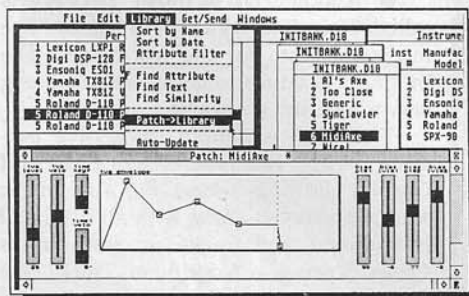 File Edit Library Get/Send Windows
Sort by Name
Sort by Date
Attribute Filter
Find Attribute
Find Text
Find Similarity
Patch->Library
Auto-Update
Per
1 Lexicon LXP1 R
2 Digi DSP-128 F
3 Ensoniq ESQ1 V
4 Yamaha TX81Z P
4 Yamaha TX81Z
5 Roland D-110 P
5 Roland D-110
5 Roland D-110 P
INITBANK.D10
INITBANK.D10
INITBANK.D10
1 Al's Axe
2 Too Close
3 Generic
4 Synclavier
5 Tiger
6 MidiAxe
Instrume
inst Manufac
# Model
1 Lexicon
2 Digi DS
3 Ensoniq
4 Yamaha
5 Roland
6 SPX-90
Patch: MidiAxe *
tva envelope